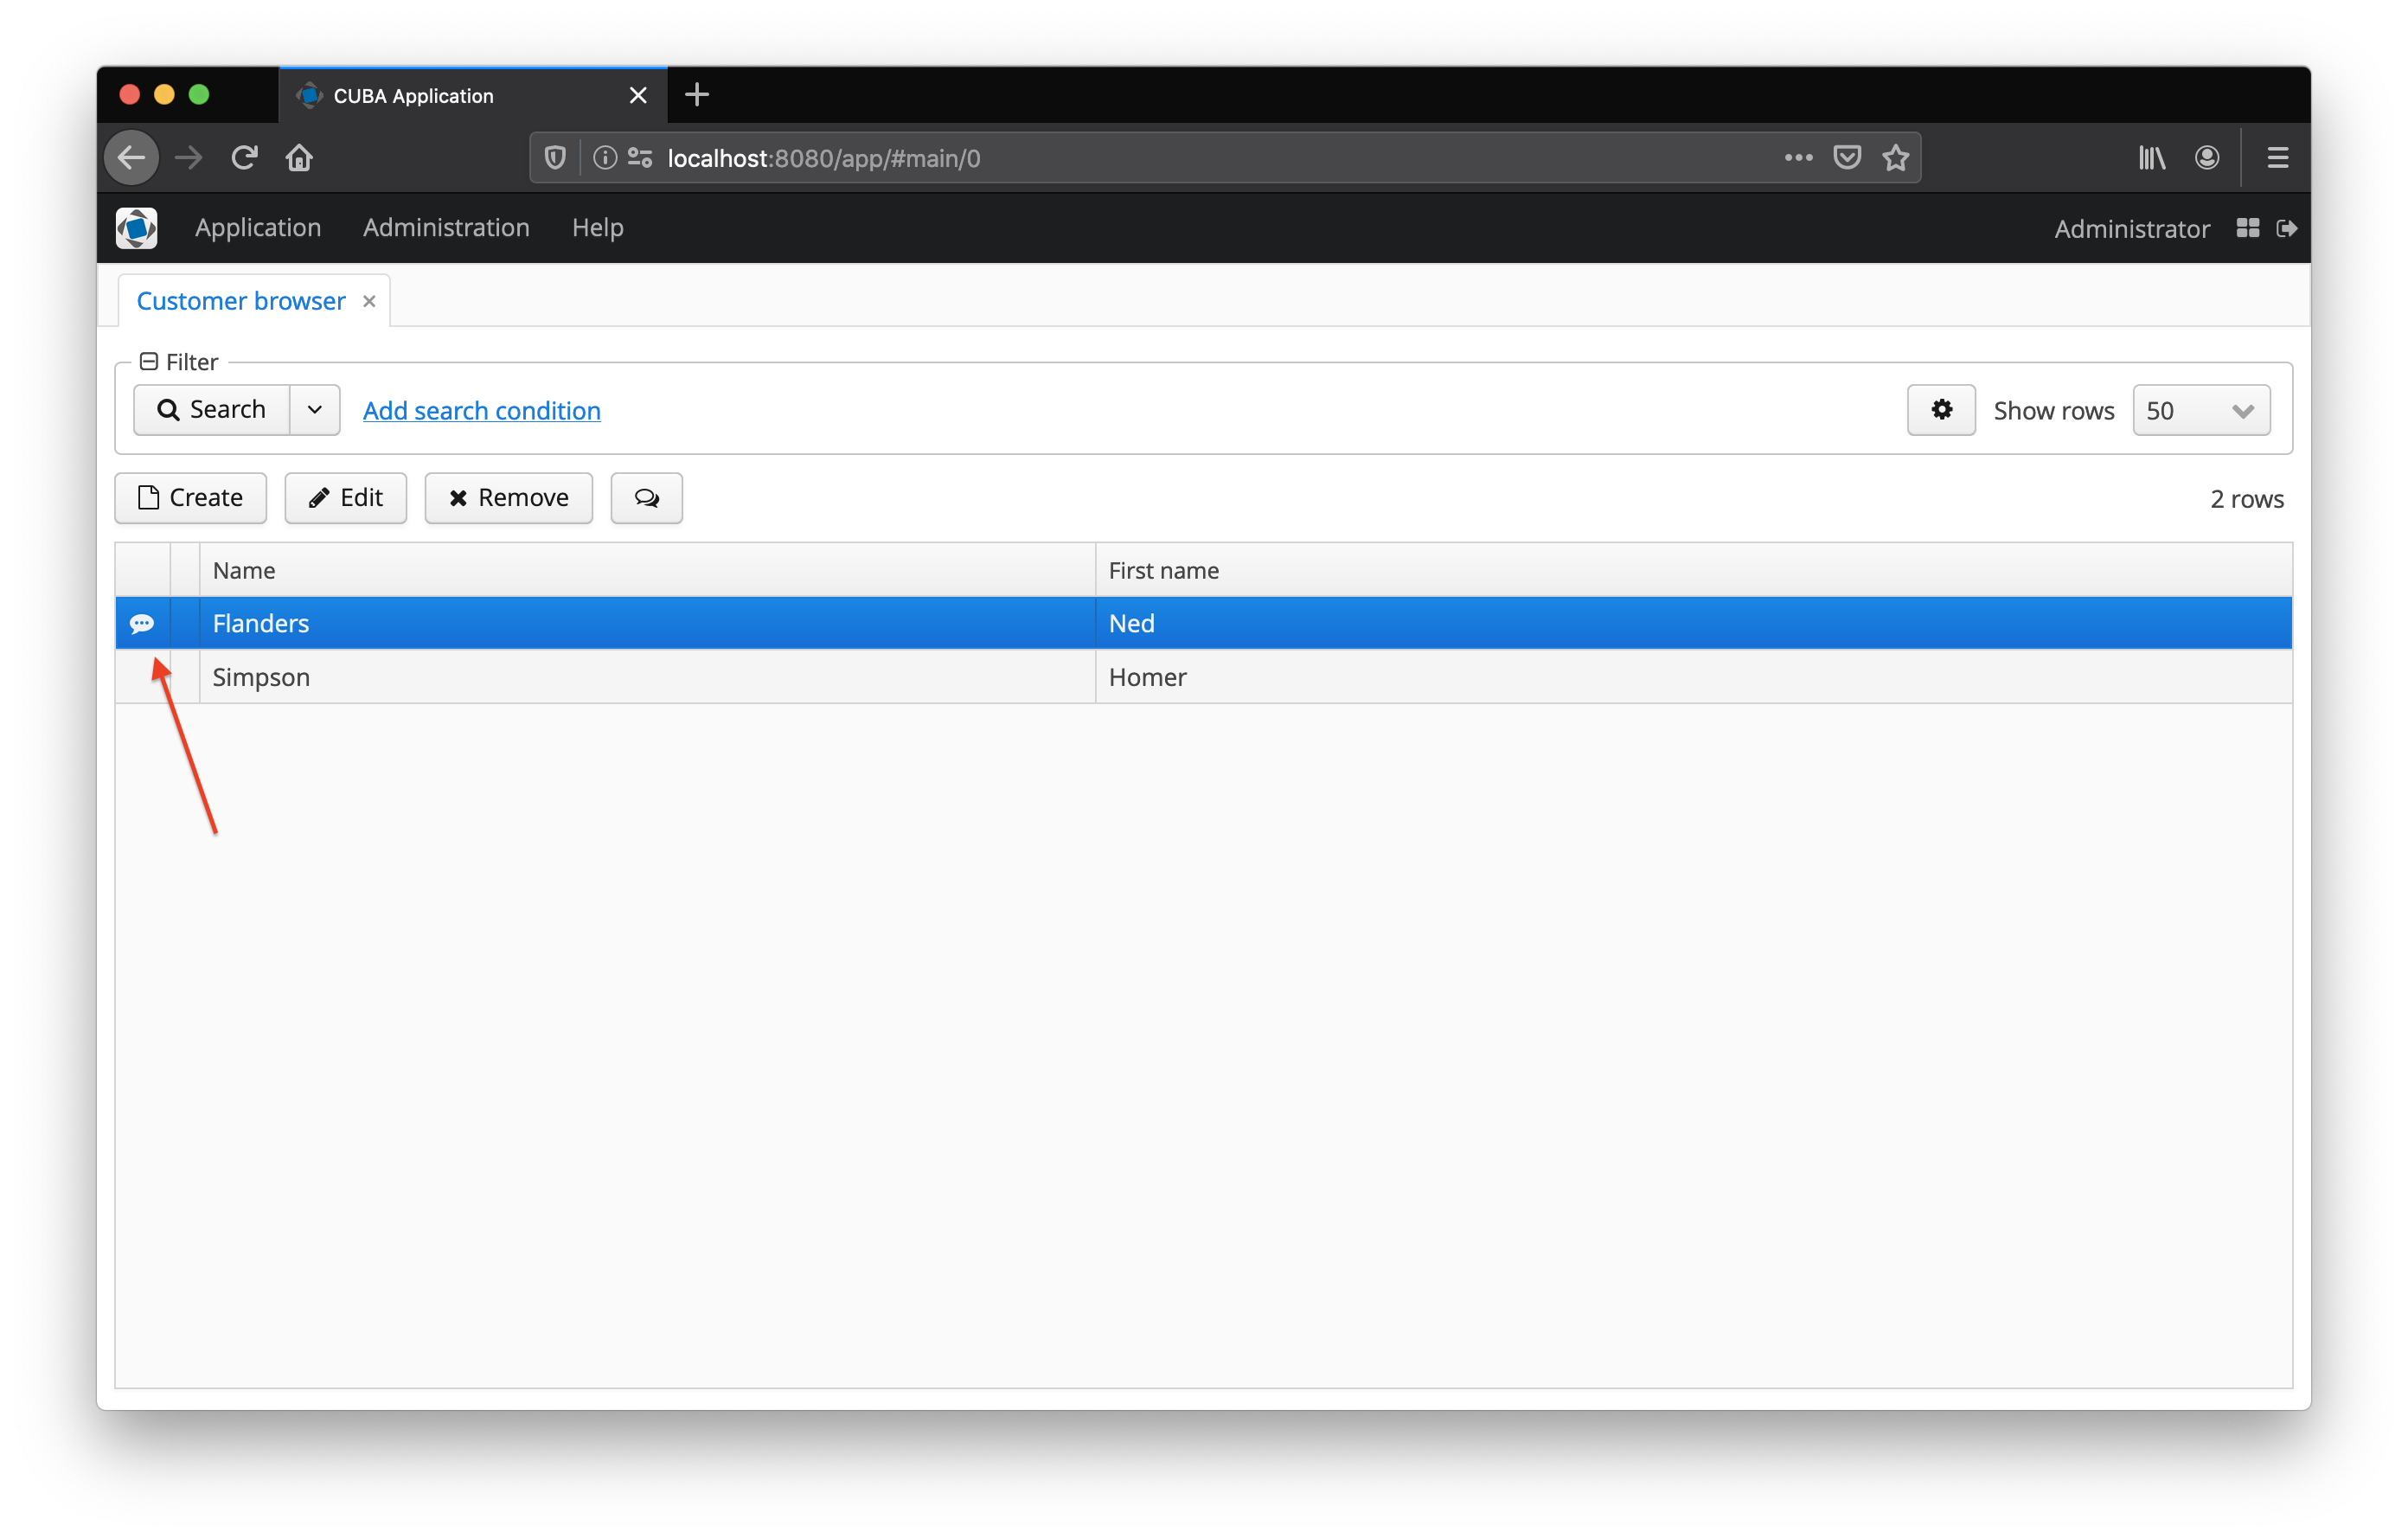 CUBA Application
localhost:8080/app/#main/0
Application Administration Help Administrator
Customer browser
Filter
Search Add search condition Show rows 50
Create Edit Remove 2 rows
Name First name
Flanders Ned
Simpson Homer